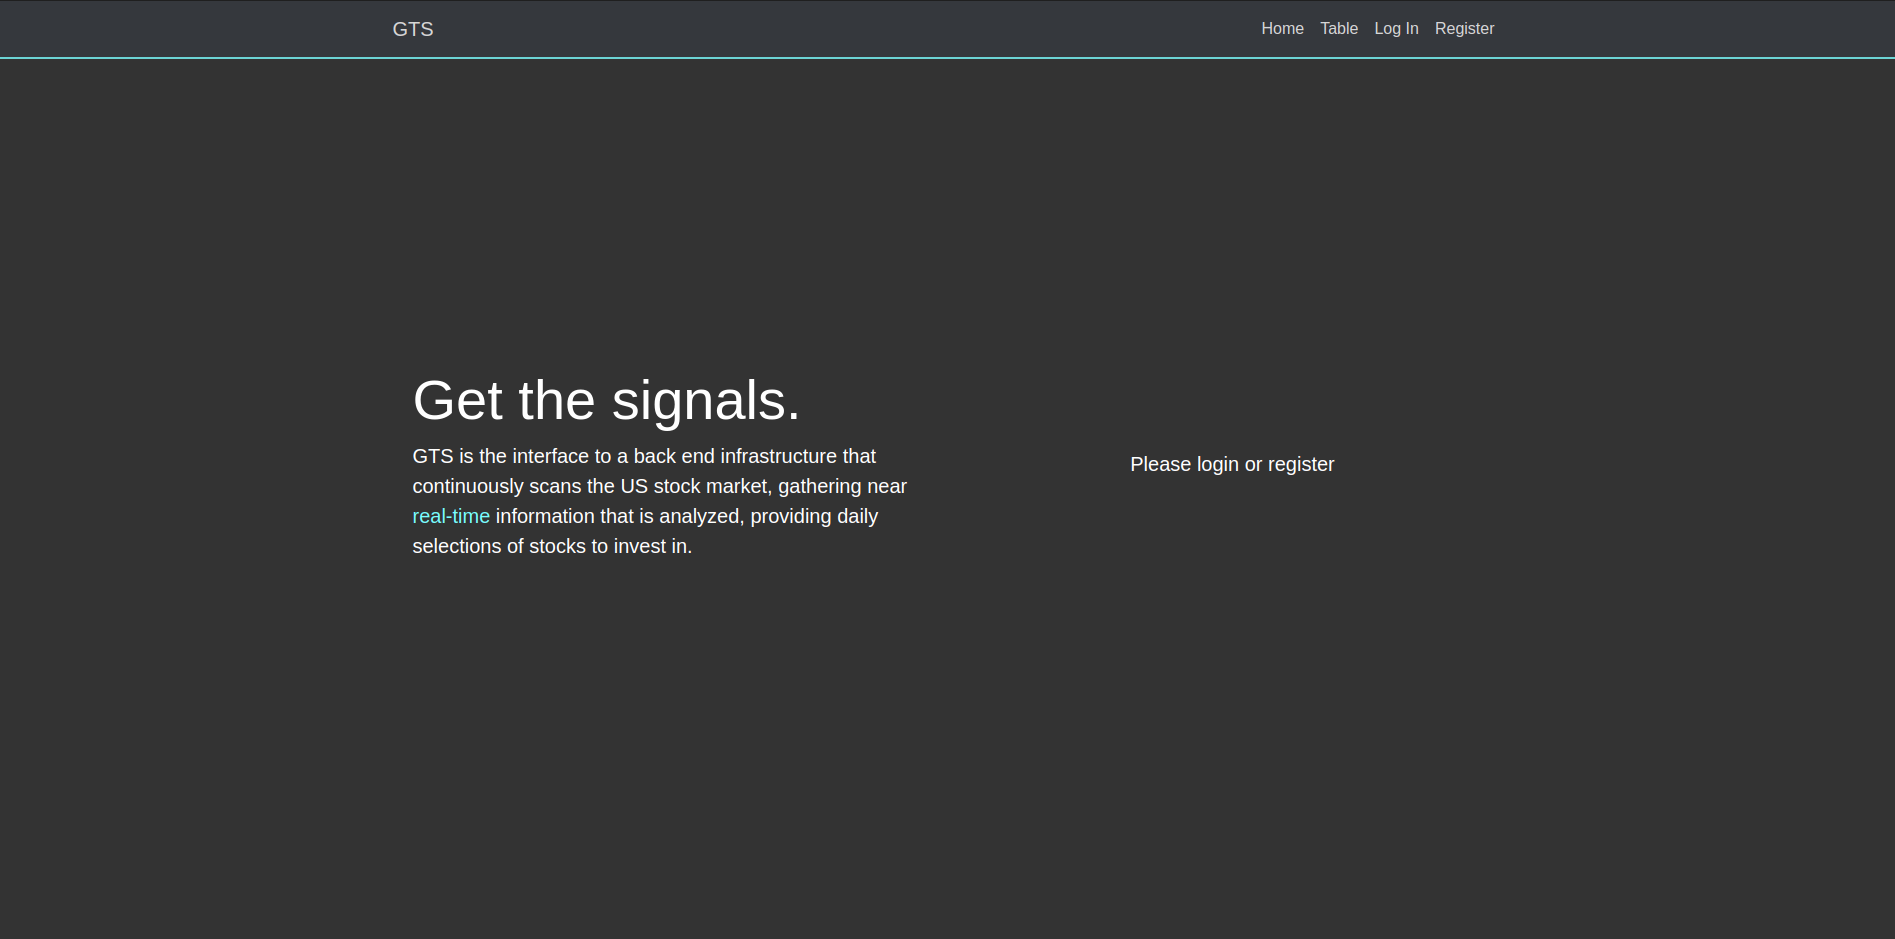 GTS
Home Table Log In Register
Get the signals.
GTS is the interface to a back end infrastructure that
continuously scans the US stock market, gathering near
real-time information that is analyzed, providing daily
selections of stocks to invest in.
Please login or register